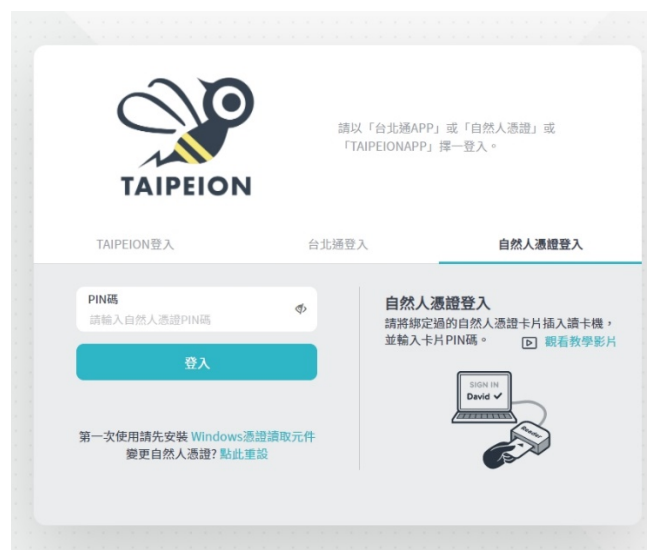 TAIPEION
請以「台北通APP」或「自然人憑證」或
「TAIPEIONAPP」擇一登入。
TAIPEION登入
台北通登入
自然人憑證登入
PIN碼
請輸入自然人憑證PIN碼
登入
第一次使用請先安裝 Windows憑證讀取元件
變更自然人憑證? 點此重設
自然人憑證登入
請將綁定過的自然人憑證卡片插入讀卡機，
並輸入卡片PIN碼。 觀看教學影片
SIGN IN
David ✓
Reader